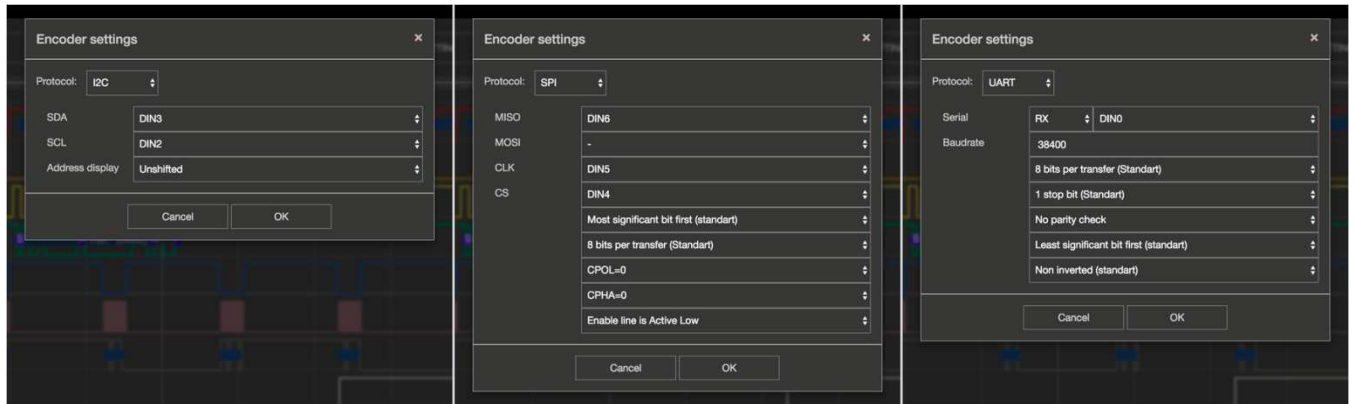 Encoder settings ×
Protocol: I2C
SDA DIN3
SCL DIN2
Address display Unshifted
Cancel OK
Encoder settings ×
Protocol: SPI
MISO DIN6
MOSI -
CLK DIN5
CS DIN4
Most significant bit first (standart)
8 bits per transfer (Standart)
CPOL=0
CPHA=0
Enable line is Active Low
Cancel OK
Encoder settings ×
Protocol: UART
Serial RX DIN0
Baudrate 38400
8 bits per transfer (Standart)
1 stop bit (Standart)
No parity check
Least significant bit first (standart)
Non inverted (standart)
Cancel OK